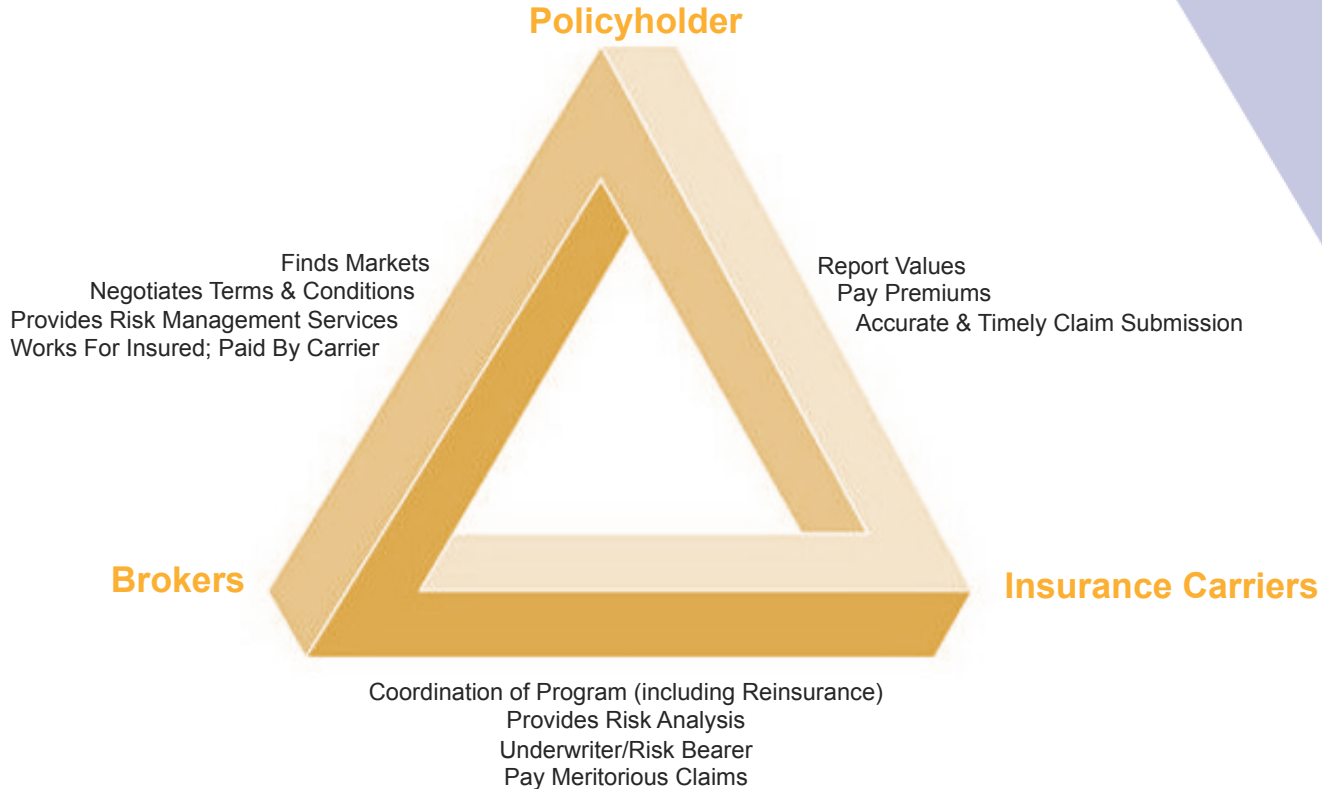 Policyholder
Finds Markets
Negotiates Terms & Conditions
Provides Risk Management Services
Works For Insured; Paid By Carrier
Report Values
Pay Premiums
Accurate & Timely Claim Submission
Brokers
Insurance Carriers
Coordination of Program (including Reinsurance)
Provides Risk Analysis
Underwriter/Risk Bearer
Pay Meritorious Claims